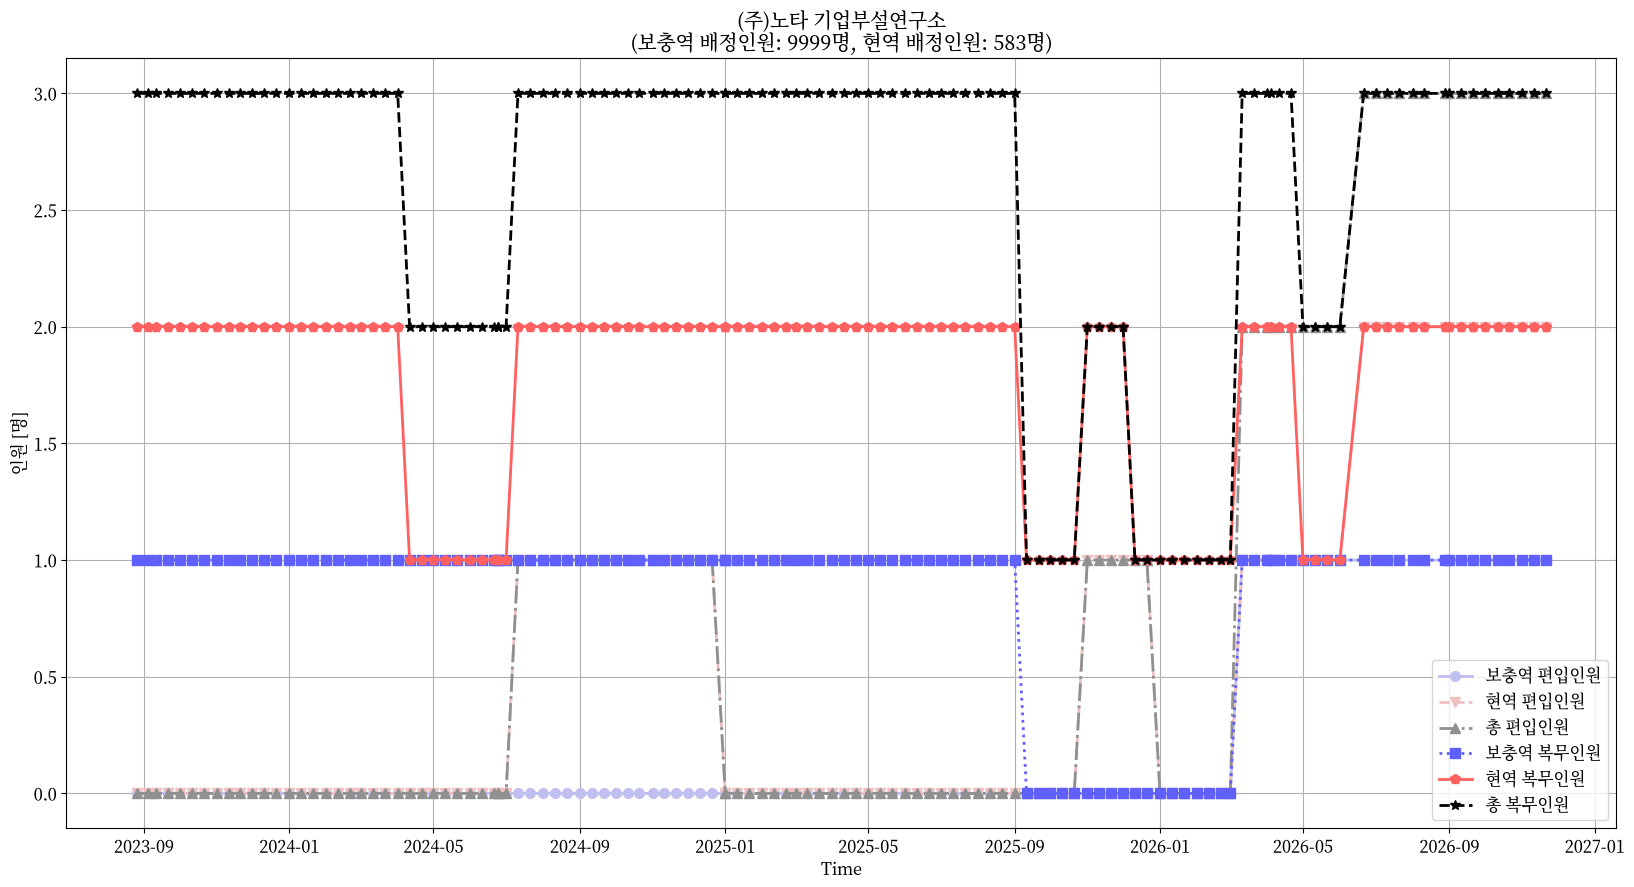 (주)노타 기업부설연구소
(보충역 배정인원: 9999명, 현역 배정인원: 583명)
인원 [명]
3.0
2.5
2.0
1.5
1.0
0.5
0.0
보충역 편입인원
현역 편입인원
총 편입인원
보충역 복무인원
현역 복무인원
총 복무인원
2023-09 2024-01 2024-05 2024-09 2025-01 2025-05 2025-09 2026-01 2026-05 2026-09 2027-01
Time